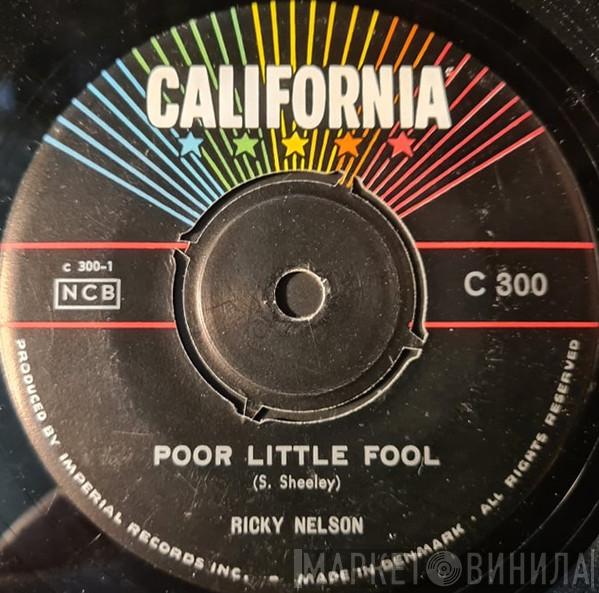 CALIFORNIA
C 300-1
NCB
C 300
POOR LITTLE FOOL
(S. Sheeley)
RICKY NELSON
PRODUCED BY IMPERIAL RECORDS INC. - MADE IN DENMARK - ALL RIGHTS RESERVED
МАРКЕТ ВИНИЛА